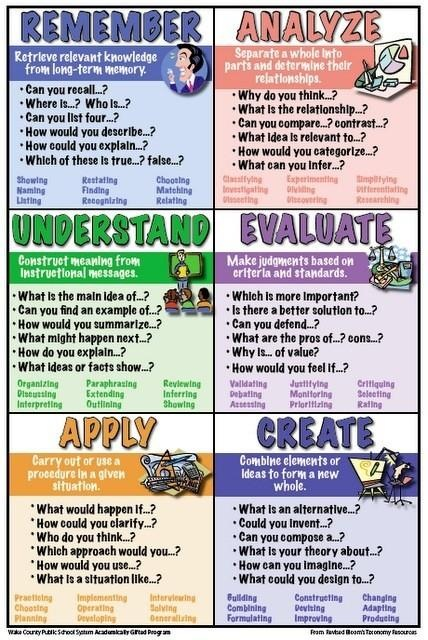 REMEMBER
Retrieve relevant knowledge
from long-term memory.
• Can you recall...?
• Where is...? Who is...?
• Can you list four...?
• How would you describe...?
• How could you explain...?
• Which of these is true...? false...?
Showing Restating Choosing
Naming Finding Matching
Listing Recognizing Relating
ANALYZE
Separate a whole into
parts and determine their
relationships.
• Why do you think...?
• What is the relationship...?
• Can you compare...? contrast...?
• What idea is relevant to...?
• How would you categorize...?
• What can you infer...?
Classifying Experimenting Simplifying
Investigating Dividing Differentiating
Dissecting Discovering Researching
UNDERSTAND
Construct meaning from
instructional messages.
• What is the main idea of...?
• Can you find an example of...?
• How would you summarize...?
• What might happen next...?
• How do you explain...?
• What ideas or facts show...?
Organizing Paraphrasing Reviewing
Discussing Extending Inferring
Interpreting Outlining Showing
EVALUATE
Make judgments based on
criteria and standards.
• Which is more important?
• Is there a better solution to...?
• Can you defend...?
• What are the pros of...? cons...?
• Why is... of value?
• How would you feel if...?
Validating Justifying Critiquing
Debating Monitoring Selecting
Assessing Prioritizing Rating
APPLY
Carry out or use a
procedure in a given
situation.
• What would happen if...?
• How could you clarify...?
• Who do you think...?
• Which approach would you...?
• How would you use...?
• What is a situation like...?
Practicing Implementing Interviewing
Choosing Operating Solving
Planning Developing Generalizing
CREATE
Combine elements or
ideas to form a new
whole.
• What is an alternative...?
• Could you invent...?
• Can you compose a...?
• What is your theory about...?
• How can you imagine...?
• What could you design to...?
Building Constructing Changing
Combining Devising Adapting
Formulating Improving Producing
Wake County Public School System Academically Gifted Program
From Revised Bloom's Taxonomy Resources